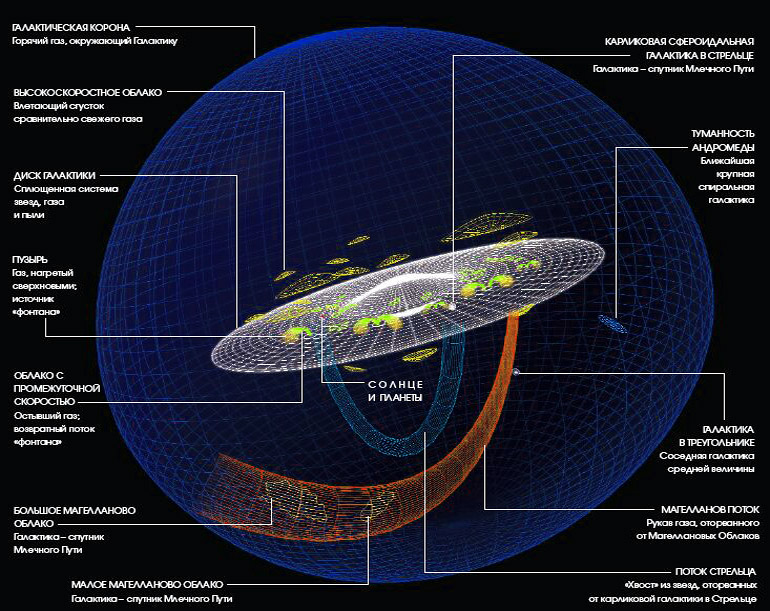 ГАЛАКТИЧЕСКАЯ КОРОНА
Горячий газ, окружающий Галактику
ВЫСОКОСКОРОСТНОЕ ОБЛАКО
Влетающий сгусток
сравнительно свежего газа
ДИСК ГАЛАКТИКИ
Сплющенная система
звезд, газа
и пыли
ПУЗЫРЬ
Газ, нагретый
сверхновыми;
источник
«фонтана»
ОБЛАКО С
ПРОМЕЖУТОЧНОЙ
СКОРОСТЬЮ
Остывший газ;
возвратный поток
«фонтана»
БОЛЬШОЕ МАГЕЛЛАНОВО
ОБЛАКО
Галактика – спутник
Млечного Пути
МАЛОЕ МАГЕЛЛАНОВО ОБЛАКО
Галактика – спутник Млечного Пути
СОЛНЦЕ
И ПЛАНЕТЫ
КАРЛИКОВАЯ СФЕРОИДАЛЬНАЯ
ГАЛАКТИКА В СТРЕЛЬЦЕ
Галактика – спутник Млечного Пути
ТУМАННОСТЬ
АНДРОМЕДЫ
Ближайшая
крупная
спиральная
галактика
ГАЛАКТИКА
В ТРЕУГОЛЬНИКЕ
Соседняя галактика
средней величины
МАГЕЛЛАНОВ ПОТОК
Рукав газа, оторванного
от Магеллановых Облаков
ПОТОК СТРЕЛЬЦА
«Хвост» из звезд, оторванных
от карликовой галактики в Стрельце